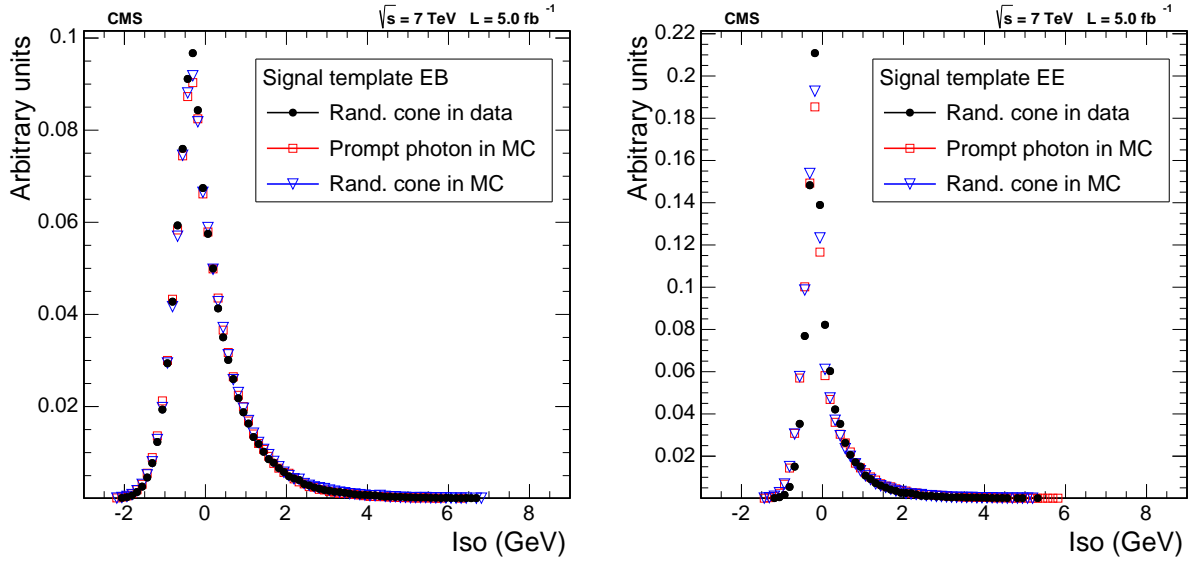 CMS
√s = 7 TeV L = 5.0 fb⁻¹
Arbitrary units
0.1
0.08
0.06
0.04
0.02
Signal template EB
Rand. cone in data
Prompt photon in MC
Rand. cone in MC
-2 0 2 4 6 8
Iso (GeV)
CMS
√s = 7 TeV L = 5.0 fb⁻¹
Arbitrary units
0.22
0.2
0.18
0.16
0.14
0.12
0.1
0.08
0.06
0.04
0.02
Signal template EE
Rand. cone in data
Prompt photon in MC
Rand. cone in MC
-2 0 2 4 6 8
Iso (GeV)